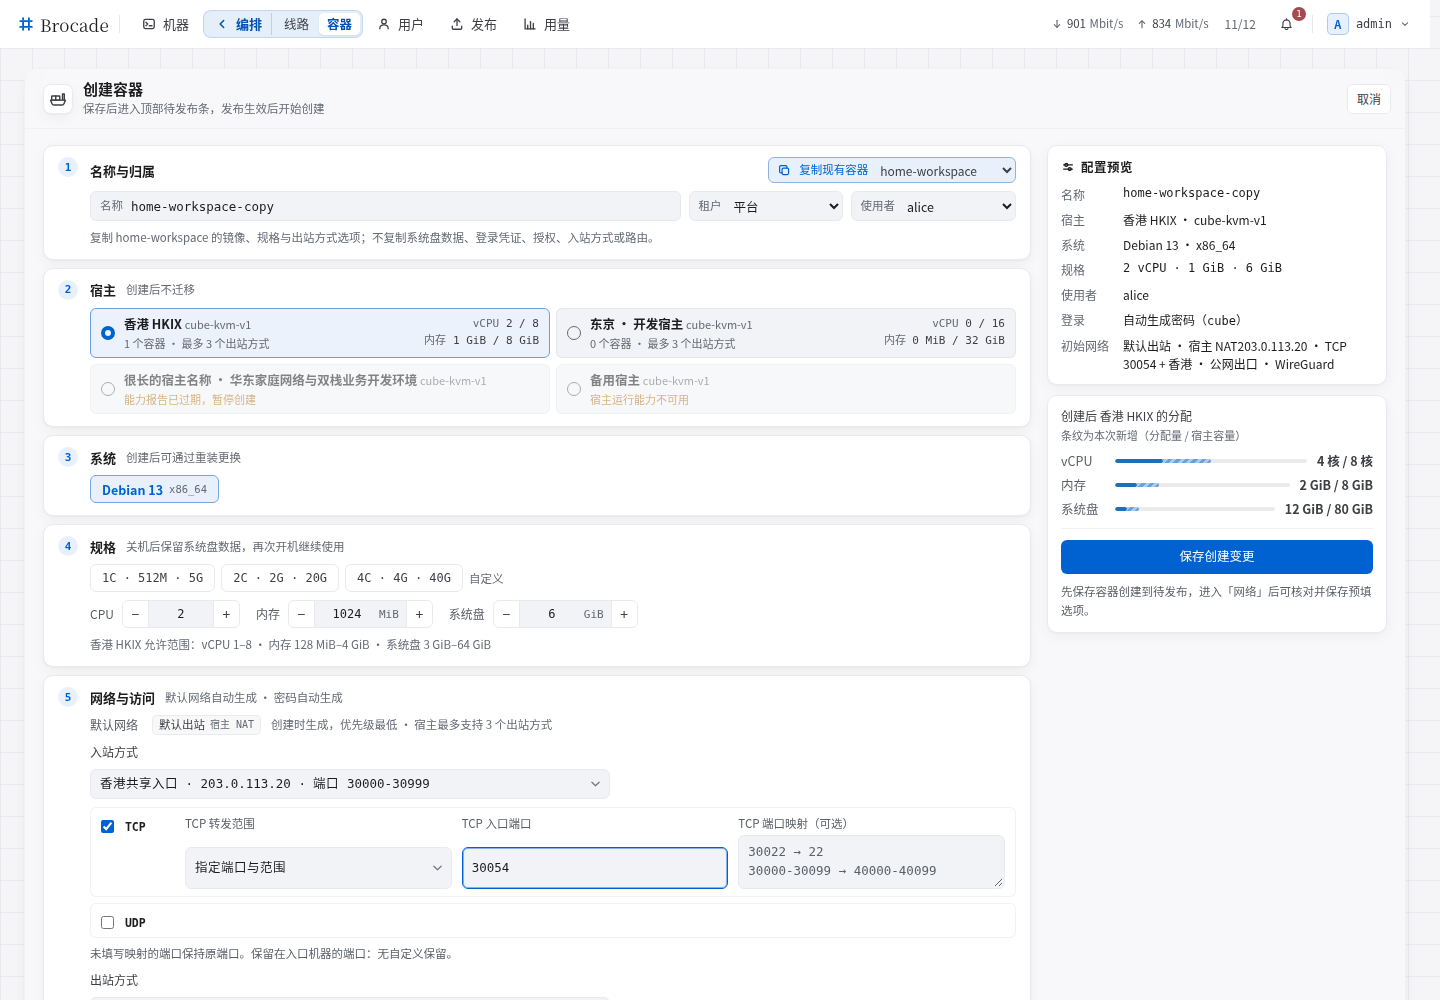 Brocade 机器 编排 线路 容器 用户 发布 用量 ↓ 901 Mbit/s ↑ 834 Mbit/s 11/12 1 A admin
创建容器
保存后进入顶部待发布条，发布生效后开始创建
取消
1 名称与归属 复制现有容器 home-workspace
名称 home-workspace-copy 租户 平台 使用者 alice
复制 home-workspace 的镜像、规格与出站方式选项；不复制系统盘数据、登录凭证、授权、入站方式或路由。
2 宿主 创建后不迁移
香港 HKIX cube-kvm-v1 vCPU 2 / 8
1 个容器 · 最多 3 个出站方式 内存 1 GiB / 8 GiB
东京 · 开发宿主 cube-kvm-v1 vCPU 0 / 16
0 个容器 · 最多 3 个出站方式 内存 0 MiB / 32 GiB
很长的宿主名称 · 华东家庭网络与双栈业务开发环境 cube-kvm-v1
能力报告已过期，暂停创建
备用宿主 cube-kvm-v1
宿主运行能力不可用
3 系统 创建后可通过重装更换
Debian 13 x86_64
4 规格 关机后保留系统盘数据，再次开机继续使用
1C · 512M · 5G 2C · 2G · 20G 4C · 4G · 40G 自定义
CPU − 2 + 内存 − 1024 MiB + 系统盘 − 6 GiB +
香港 HKIX 允许范围：vCPU 1–8 · 内存 128 MiB–4 GiB · 系统盘 3 GiB–64 GiB
5 网络与访问 默认网络自动生成 · 密码自动生成
默认网络 默认出站 宿主 NAT 创建时生成，优先级最低 · 宿主最多支持 3 个出站方式
入站方式
香港共享入口 · 203.0.113.20 · 端口 30000-30999
TCP TCP 转发范围 TCP 入口端口 TCP 端口映射（可选）
指定端口与范围 30054
30022 → 22
30000-30099 → 40000-40099
UDP
未填写映射的端口保持原端口。保留在入口机器的端口：无自定义保留。
出站方式
配置预览
名称 home-workspace-copy
宿主 香港 HKIX · cube-kvm-v1
系统 Debian 13 · x86_64
规格 2 vCPU · 1 GiB · 6 GiB
使用者 alice
登录 自动生成密码（cube）
初始网络 默认出站 · 宿主 NAT203.0.113.20 · TCP
30054 + 香港 · 公网出口 · WireGuard
创建后 香港 HKIX 的分配
条纹为本次新增（分配量 / 宿主容量）
vCPU 4 核 / 8 核
内存 2 GiB / 8 GiB
系统盘 12 GiB / 80 GiB
保存创建变更
先保存容器创建到待发布，进入「网络」后可核对并保存预填
选项。